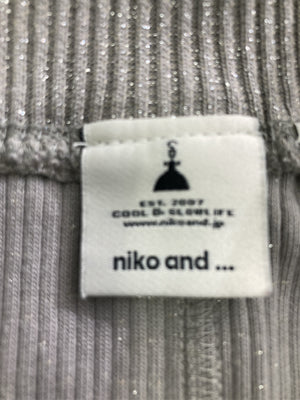 EST. 2007
COOL D. SLOWLIFE
www.nikoand.jp
niko and ...